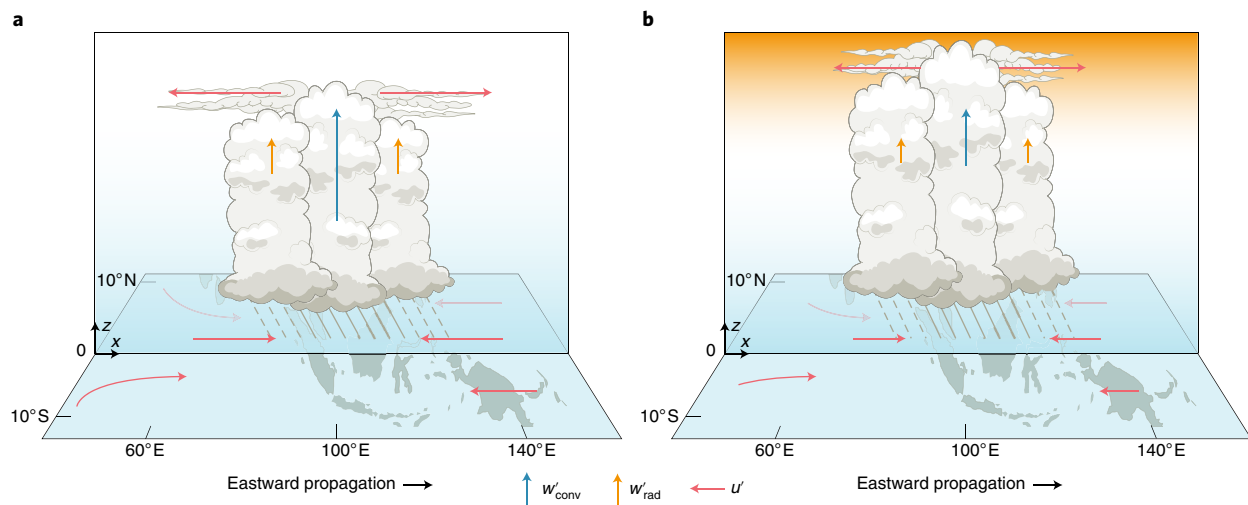 a
b
10°N
z
x
0
10°S
60°E
100°E
140°E
Eastward propagation
10°N
z
x
0
10°S
60°E
100°E
140°E
Eastward propagation
w′conv
w′rad
u′